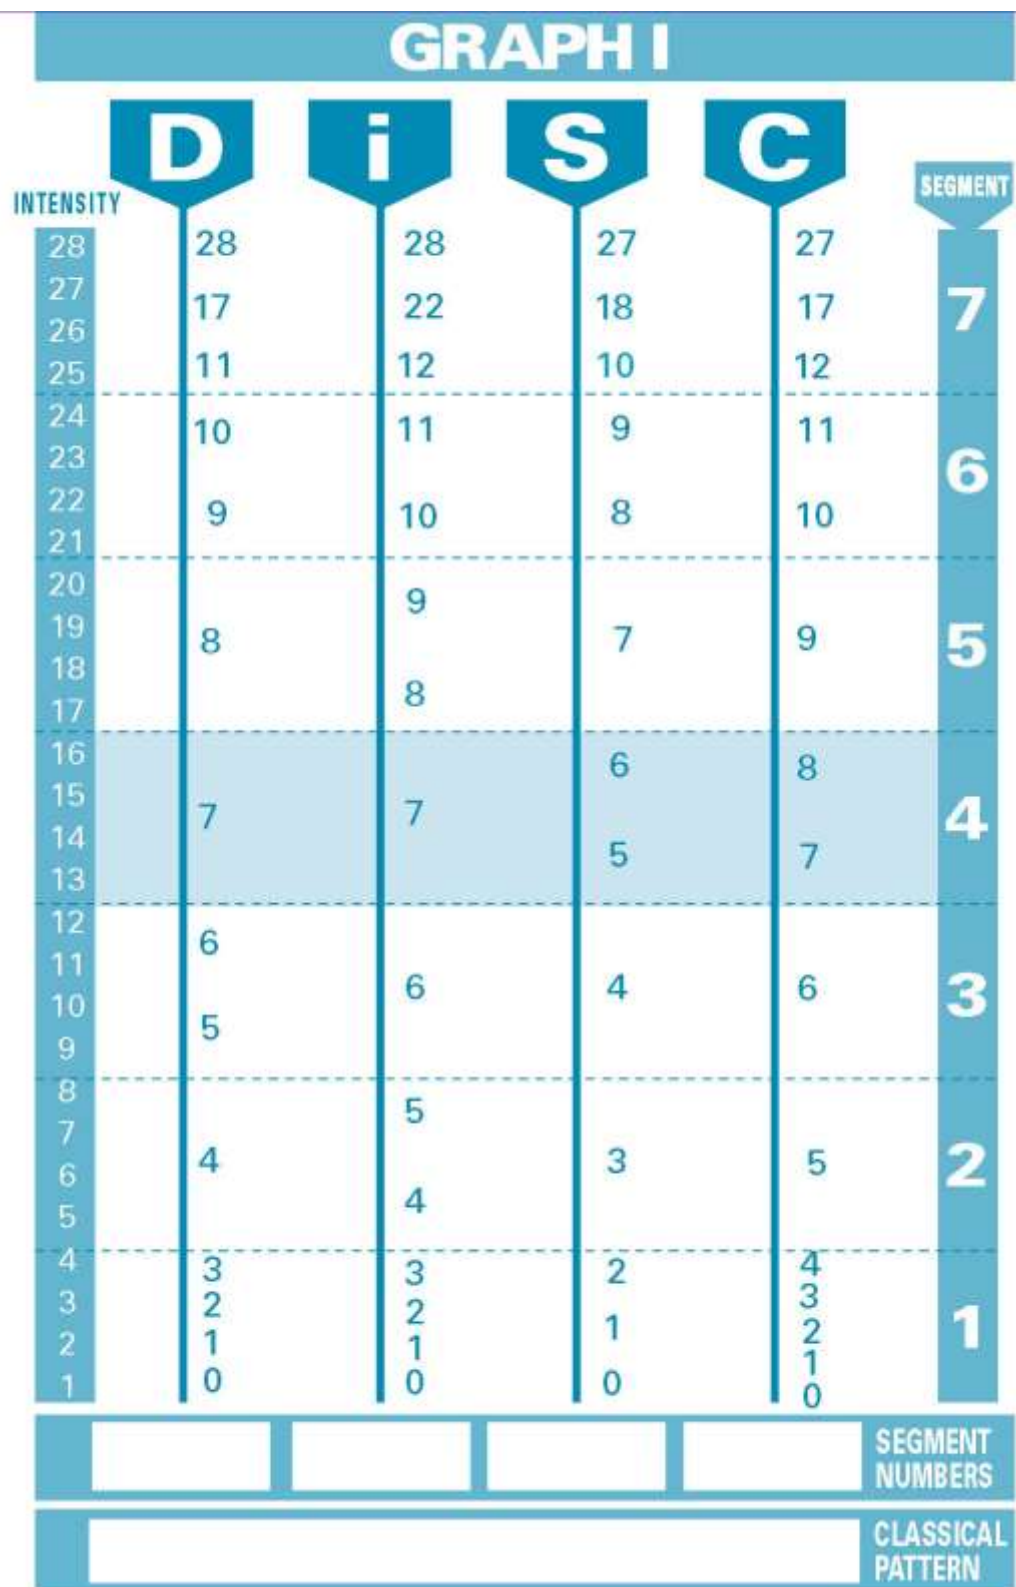 GRAPH I
D i S C
INTENSITY SEGMENT
28 28 28 27 27
27 17 22 18 17 7
26
25 11 12 10 12
24 10 11 9 11
23 6
22 9 10 8 10
21
20 9
19 8 7 9 5
18
17 8
16 6 8
15 7 7 4
14
13 5 7
12 6
11
10 6 4 6 3
9 5
8 5
7
6 4 3 5 2
5 4
4 3 3 2 4
3 2 2 1 3 1
2 1 1 2
1 0 0 0 1
0
SEGMENT
NUMBERS
CLASSICAL
PATTERN